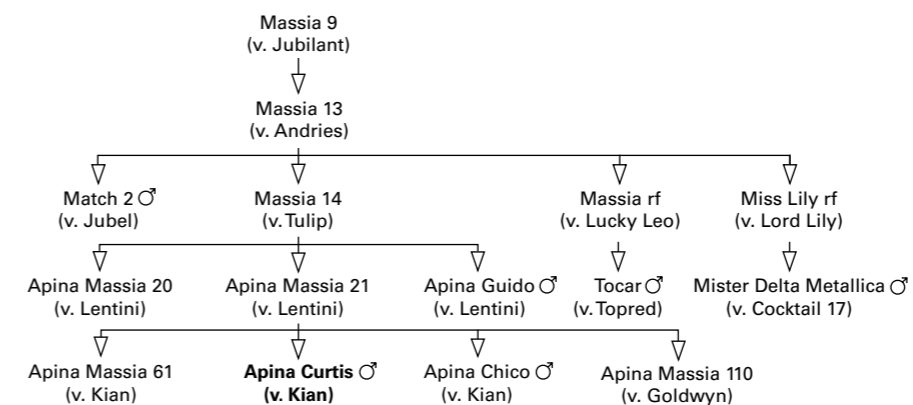 Massia 9
(v. Jubilant)
Massia 13
(v. Andries)
Match 2 ♂
(v. Jubel)
Massia 14
(v. Tulip)
Massia rf
(v. Lucky Leo)
Miss Lily rf
(v. Lord Lily)
Apina Massia 20
(v. Lentini)
Apina Massia 21
(v. Lentini)
Apina Guido ♂
(v. Lentini)
Tocar ♂
(v. Topred)
Mister Delta Metallica ♂
(v. Cocktail 17)
Apina Massia 61
(v. Kian)
Apina Curtis ♂
(v. Kian)
Apina Chico ♂
(v. Kian)
Apina Massia 110
(v. Goldwyn)